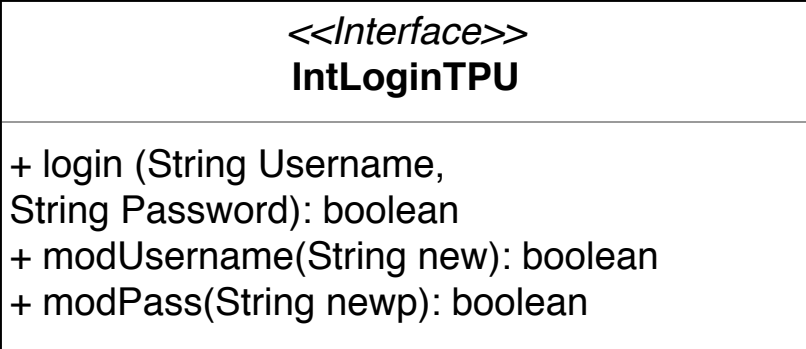 <<Interface>>
IntLoginTPU
+ login (String Username,
String Password): boolean
+ modUsername(String new): boolean
+ modPass(String newp): boolean